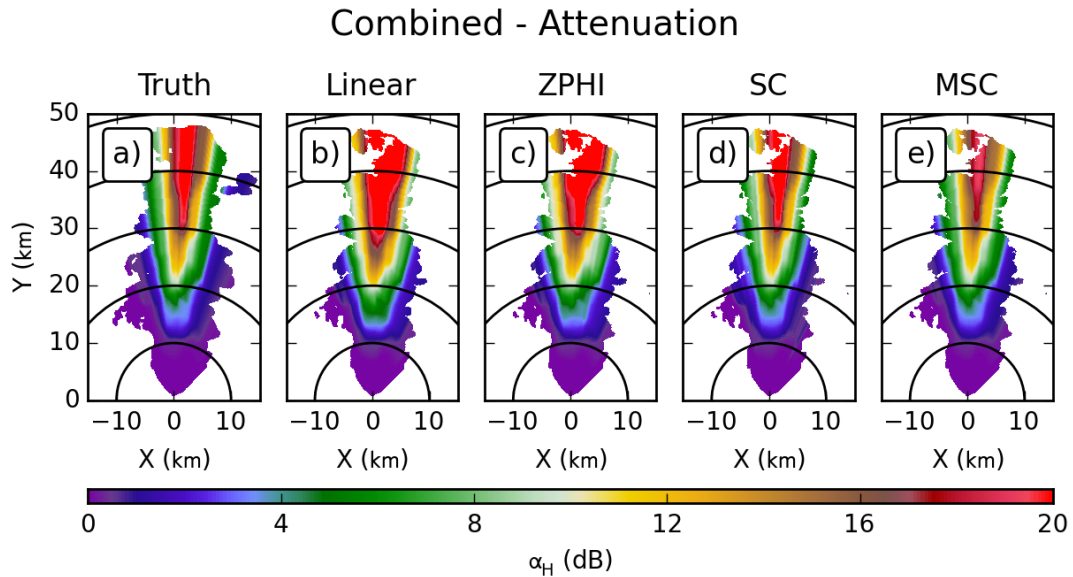 Combined - Attenuation
Truth Linear ZPHI SC MSC
a) b) c) d) e)
50
40
30
20
10
0
Y (km)
−10 0 10 −10 0 10 −10 0 10 −10 0 10 −10 0 10
X (km) X (km) X (km) X (km) X (km)
0 4 8 12 16 20
α_H (dB)